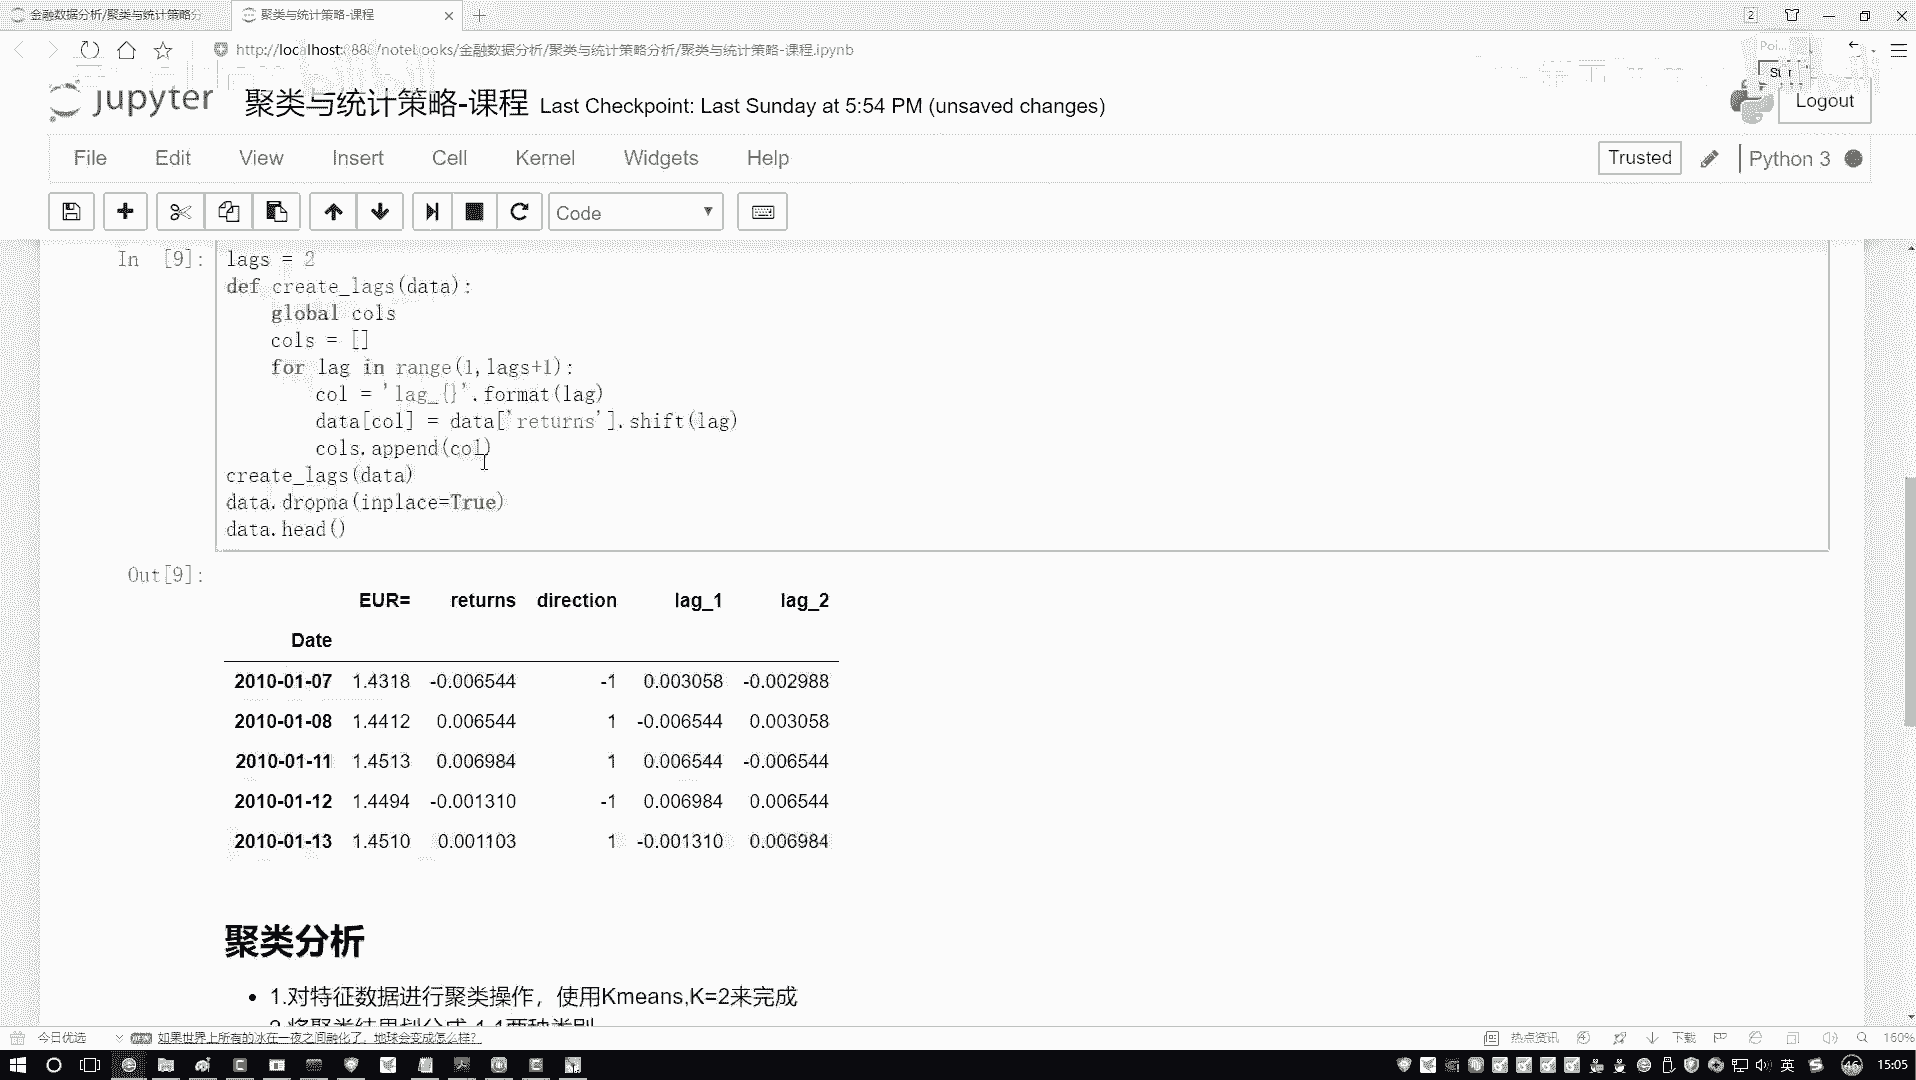 金融数据分析/聚类与统计策略分
聚类与统计策略-课程
2
/notebooks/金融数据分析/聚类与统计策略分析/聚类与统计策略-课程.ipynb
jupyter
聚类与统计策略-课程 Last Checkpoint: Last Sunday at 5:54 PM (unsaved changes)
Logout
File Edit View Insert Cell Kernel Widgets Help
Trusted
Python 3
Code
In [9]:
lags = 2
def create_lags(data):
global cols
cols = []
for lag in range(1,lags+1):
col = 'lag_{}'.format(lag)
data[col] = data['returns'].shift(lag)
cols.append(col)
create_lags(data)
data.dropna(inplace=True)
data.head()
Out[9]:
EUR= returns direction lag_1 lag_2
Date
2010-01-07 1.4318 -0.006544 -1 0.003058 -0.002988
2010-01-08 1.4412 0.006544 1 -0.006544 0.003058
2010-01-11 1.4513 0.006984 1 0.006544 -0.006544
2010-01-12 1.4494 -0.001310 -1 0.006984 0.006544
2010-01-13 1.4510 0.001103 1 -0.001310 0.006984
聚类分析
1.对特征数据进行聚类操作，使用Kmeans,K=2来完成
今日优选
如果世界上所有的冰在一夜之间融化了，地球会变成怎么样？
热点资讯
下载
160%
英
46
15:05